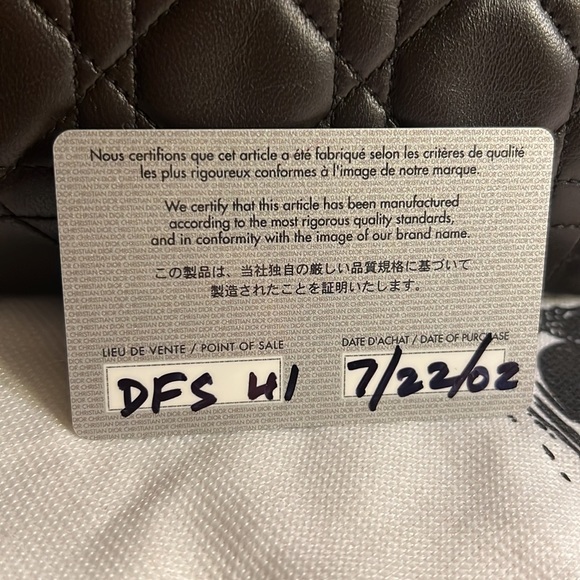 Nous certifions que cet article a été fabriqué selon les critères de qualité
les plus rigoureux conformes à l'image de notre marque.
We certify that this article has been manufactured
according to the most rigorous quality standards,
and in conformity with the image of our brand name.
この製品は、当社独自の厳しい品質規格に基づいて
製造されたことを証明いたします。
LIEU DE VENTE / POINT OF SALE
DFS HI
DATE D'ACHAT / DATE OF PURCHASE
7/22/02